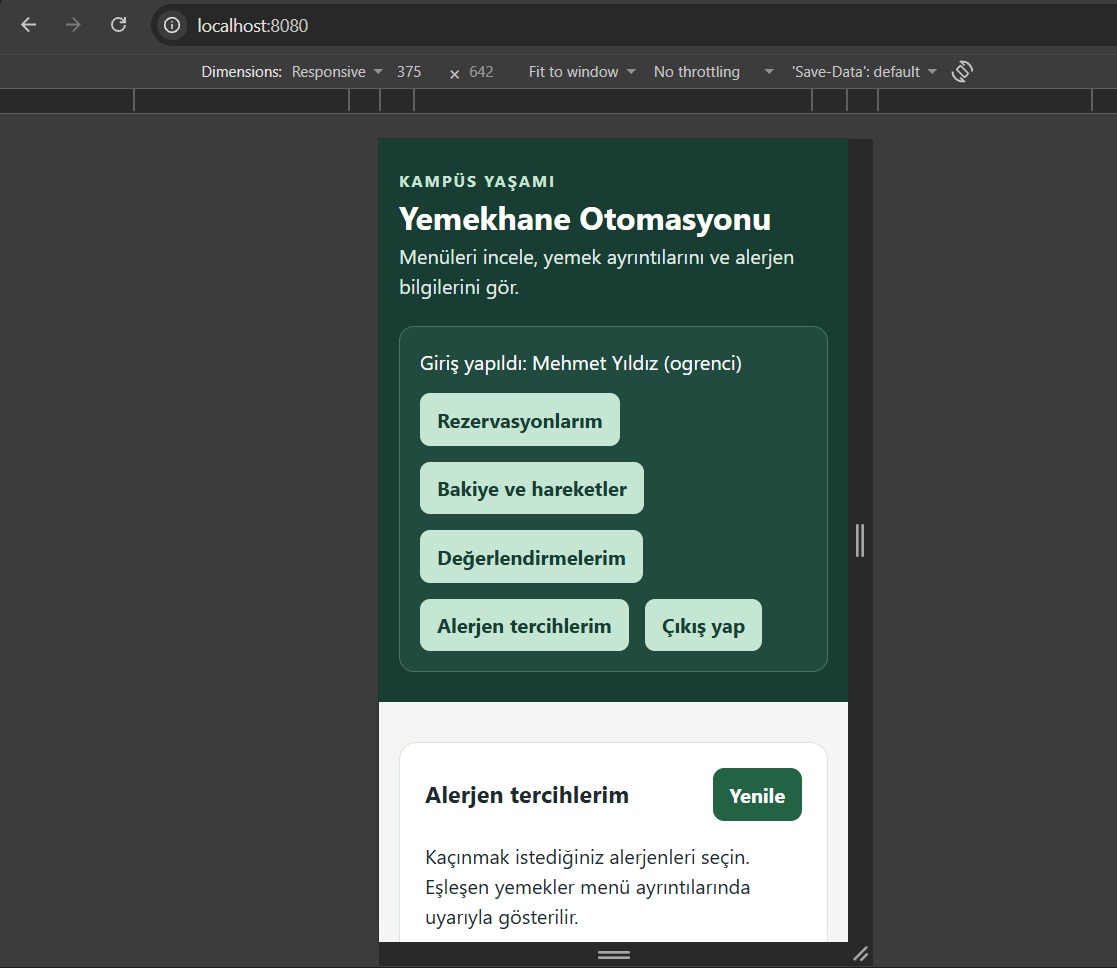 localhost:8080
Dimensions: Responsive 375 × 642 Fit to window No throttling 'Save-Data': default
KAMPÜS YAŞAMI
Yemekhane Otomasyonu
Menüleri incele, yemek ayrıntılarını ve alerjen
bilgilerini gör.
Giriş yapıldı: Mehmet Yıldız (ogrenci)
Rezervasyonlarım
Bakiye ve hareketler
Değerlendirmelerim
Alerjen tercihlerim Çıkış yap
Alerjen tercihlerim Yenile
Kaçınmak istediğiniz alerjenleri seçin.
Eşleşen yemekler menü ayrıntılarında
uyarıyla gösterilir.